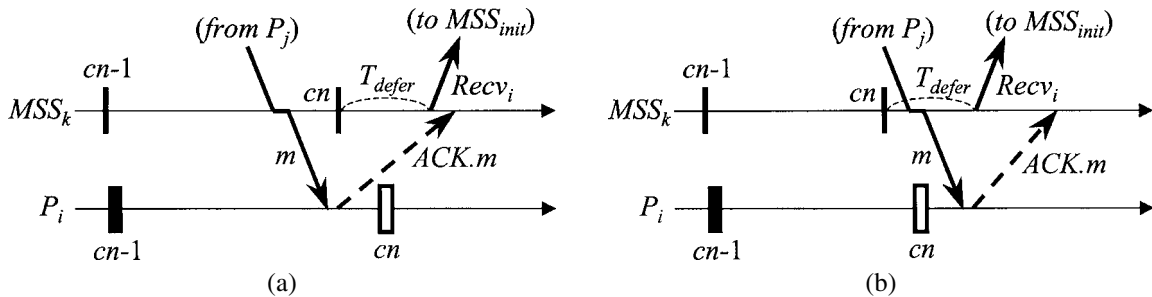 (from P_j) (to MSS_init)
cn-1 cn T_defer Recv_i
MSS_k
m ACK.m
P_i
cn-1 cn
(a)
(from P_j) (to MSS_init)
cn-1 cn T_defer Recv_i
MSS_k
m ACK.m
P_i
cn-1 cn
(b)